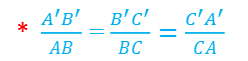 * A′B′/AB = B′C′/BC = C′A′/CA